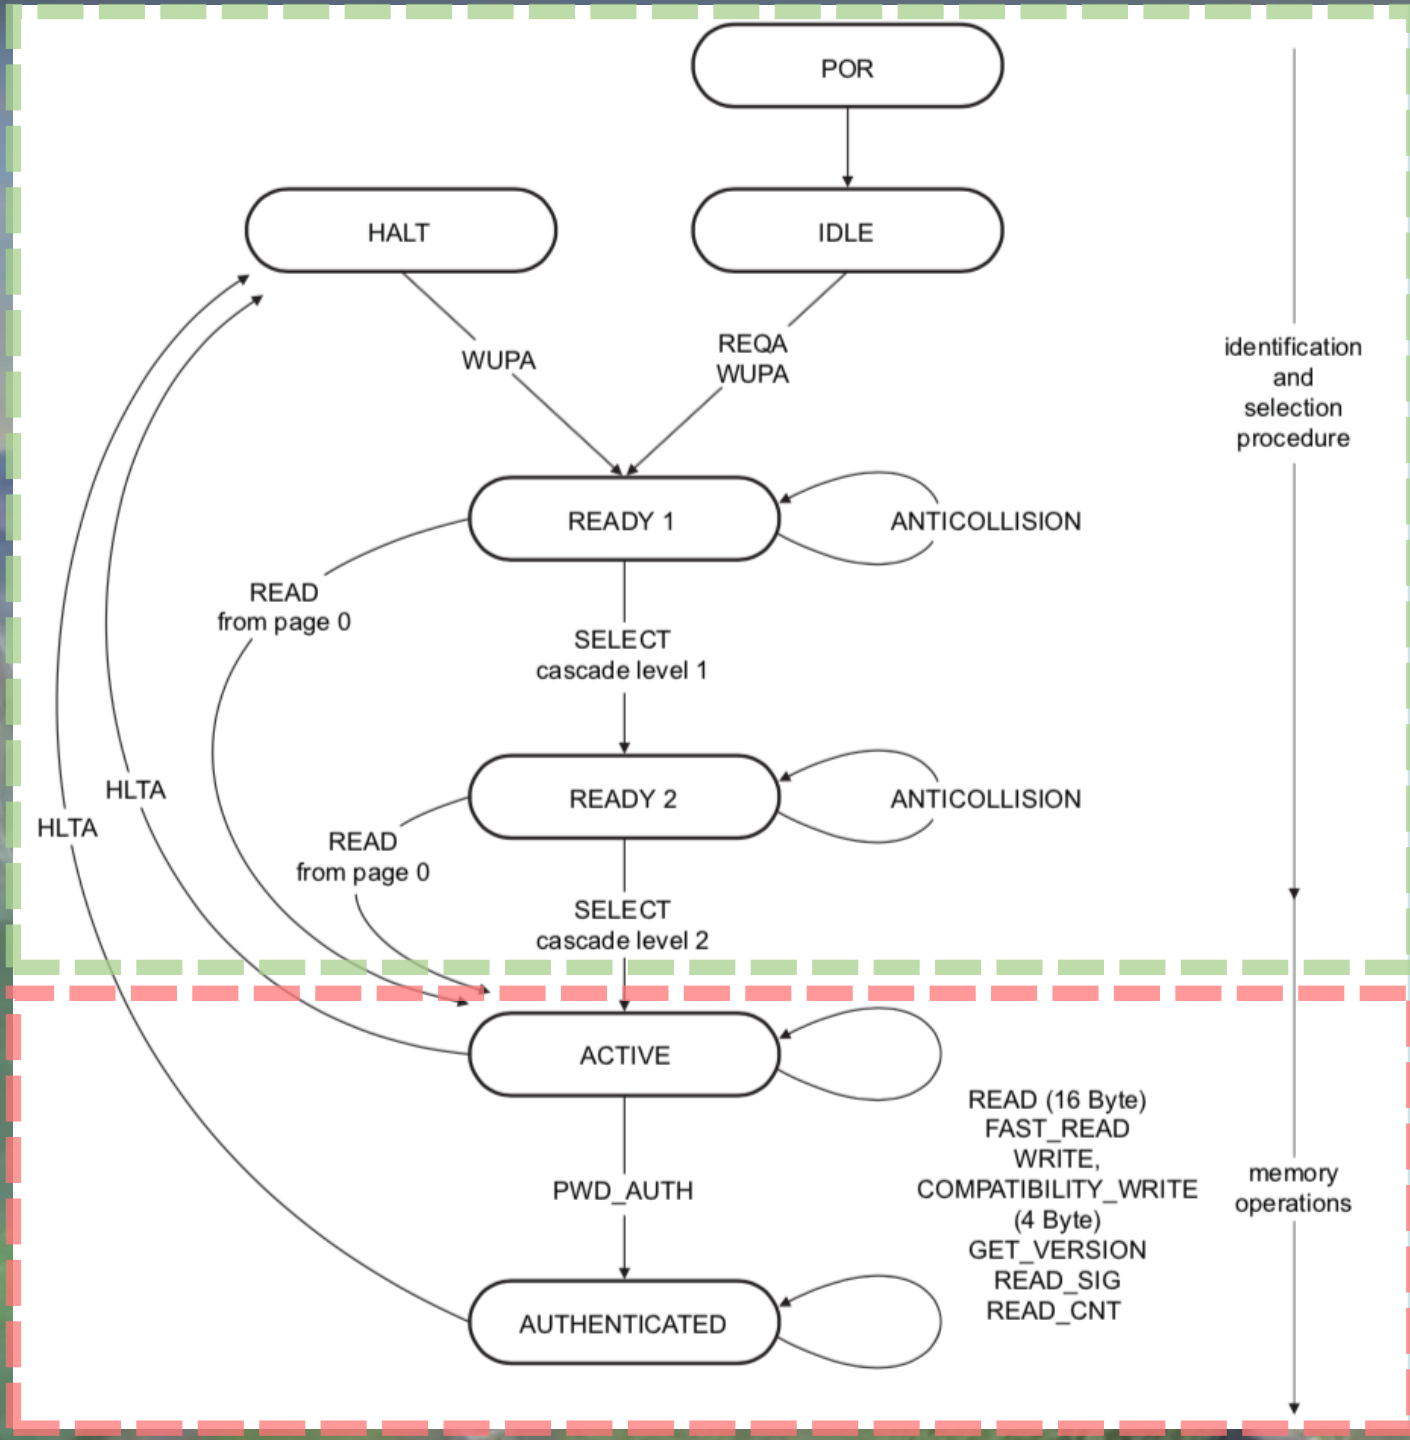 POR
HALT
IDLE
WUPA
REQA
WUPA
identification
and
selection
procedure
READY 1
ANTICOLLISION
READ
from page 0
SELECT
cascade level 1
HLTA
HLTA
READY 2
ANTICOLLISION
READ
from page 0
SELECT
cascade level 2
ACTIVE
READ (16 Byte)
FAST_READ
WRITE,
COMPATIBILITY_WRITE
(4 Byte)
GET_VERSION
READ_SIG
READ_CNT
memory
operations
PWD_AUTH
AUTHENTICATED